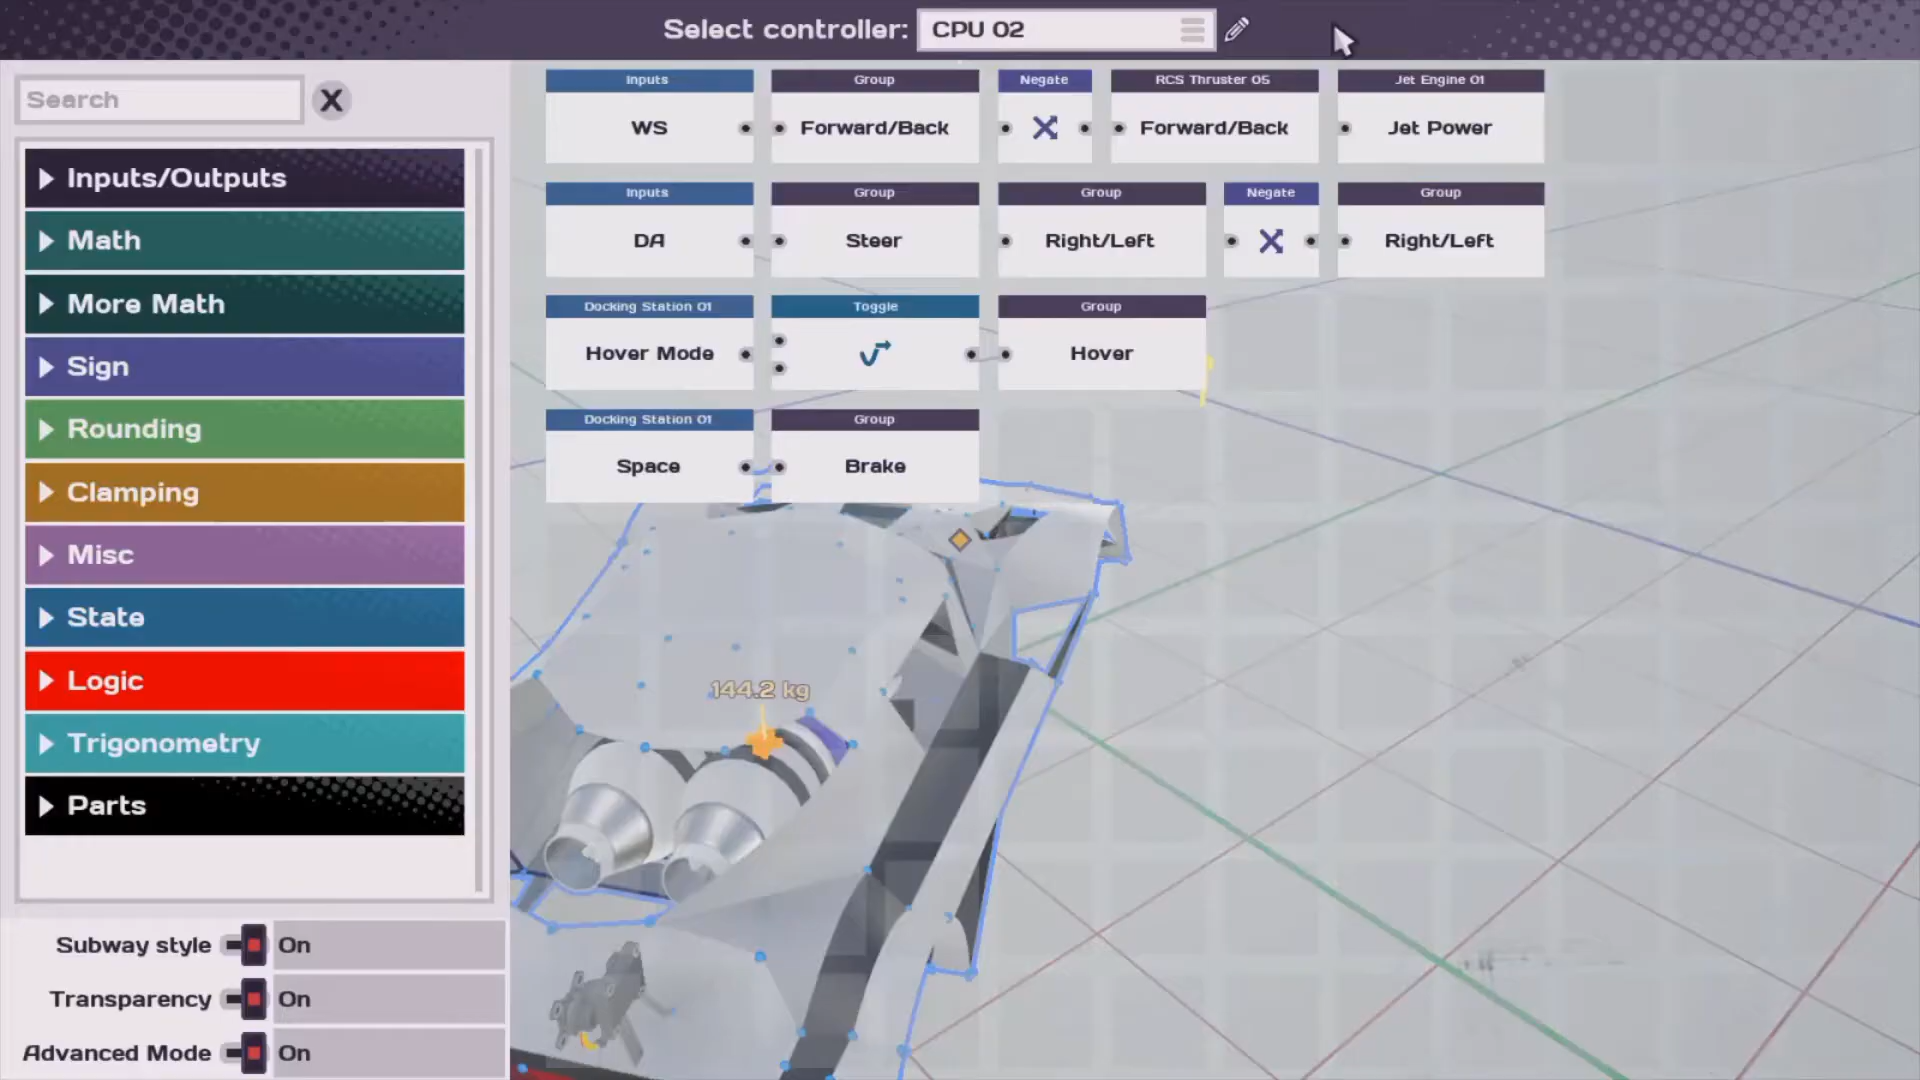 Select controller: CPU 02
Search X
Inputs/Outputs
Math
More Math
Sign
Rounding
Clamping
Misc
State
Logic
Trigonometry
Parts
Subway style On
Transparency On
Advanced Mode On
Inputs Group Negate RCS Thruster 05 Jet Engine 01
WS Forward/Back Forward/Back Jet Power
Inputs Group Group Negate Group
DA Steer Right/Left Right/Left
Docking Station 01 Toggle Group
Hover Mode Hover
Docking Station 01 Group
Space Brake
144.2 kg